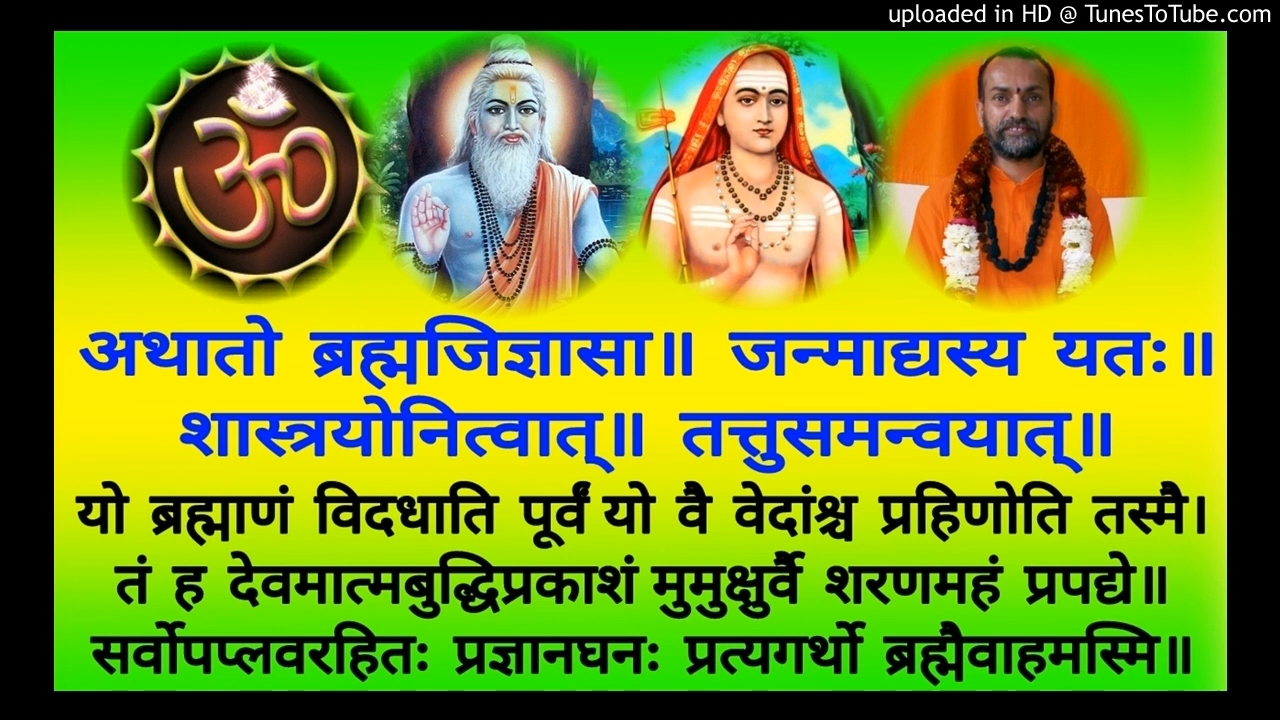 uploaded in HD @ TunesToTube.com
ॐ
अथातो ब्रह्मजिज्ञासा॥ जन्माद्यस्य यतः॥
शास्त्रयोनित्वात्॥ तत्तुसमन्वयात्॥
यो ब्रह्माणं विदधाति पूर्वं यो वै वेदांश्च प्रहिणोति तस्मै।
तं ह देवमात्मबुद्धिप्रकाशं मुमुक्षुर्वै शरणमहं प्रपद्ये॥
सर्वोपप्लवरहितः प्रज्ञानघनः प्रत्यगर्थो ब्रह्मैवाहमस्मि॥